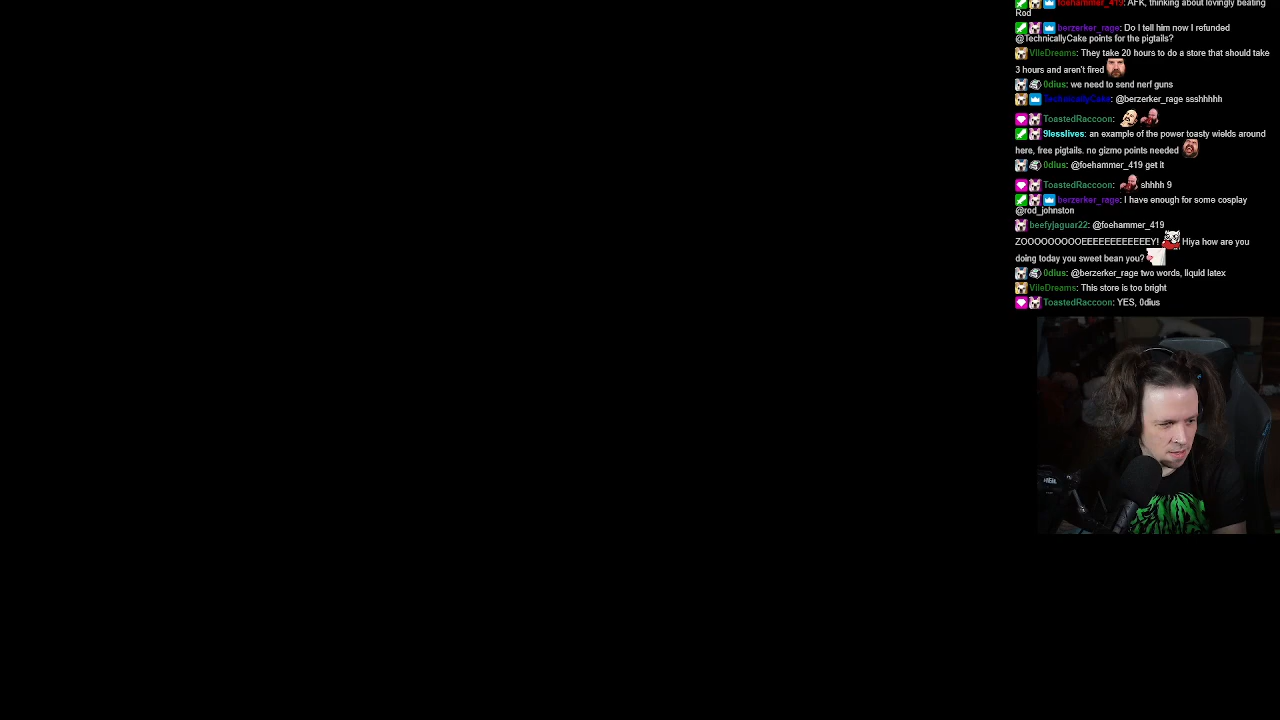 foehammer_419: AFK, thinking about lovingly beating
Rod
berzerker_rage: Do I tell him now I refunded
@TechnicallyCake points for the pigtails?
VileDreams: They take 20 hours to do a store that should take
3 hours and aren't fired
0dius: we need to send nerf guns
TechnicallyCake: @berzerker_rage ssshhhhh
ToastedRaccoon:
9lesslives: an example of the power toasty wields around
here, free pigtails. no gizmo points needed
0dius: @foehammer_419 get it
ToastedRaccoon: shhhh 9
berzerker_rage: I have enough for some cosplay
@rod_johnston
beefyjaguar22: @foehammer_419
ZOOOOOOOOOEEEEEEEEEEEEY! Hiya how are you
doing today you sweet bean you?
0dius: @berzerker_rage two words, liquid latex
VileDreams: This store is too bright
ToastedRaccoon: YES, 0dius